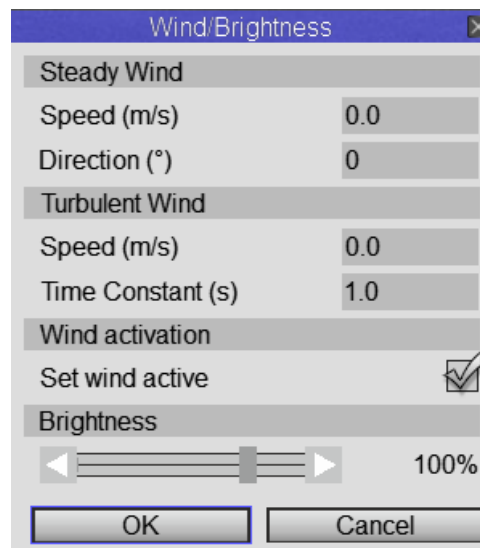 Wind/Brightness
Steady Wind
Speed (m/s) 0.0
Direction (°) 0
Turbulent Wind
Speed (m/s) 0.0
Time Constant (s) 1.0
Wind activation
Set wind active
Brightness
100%
OK Cancel